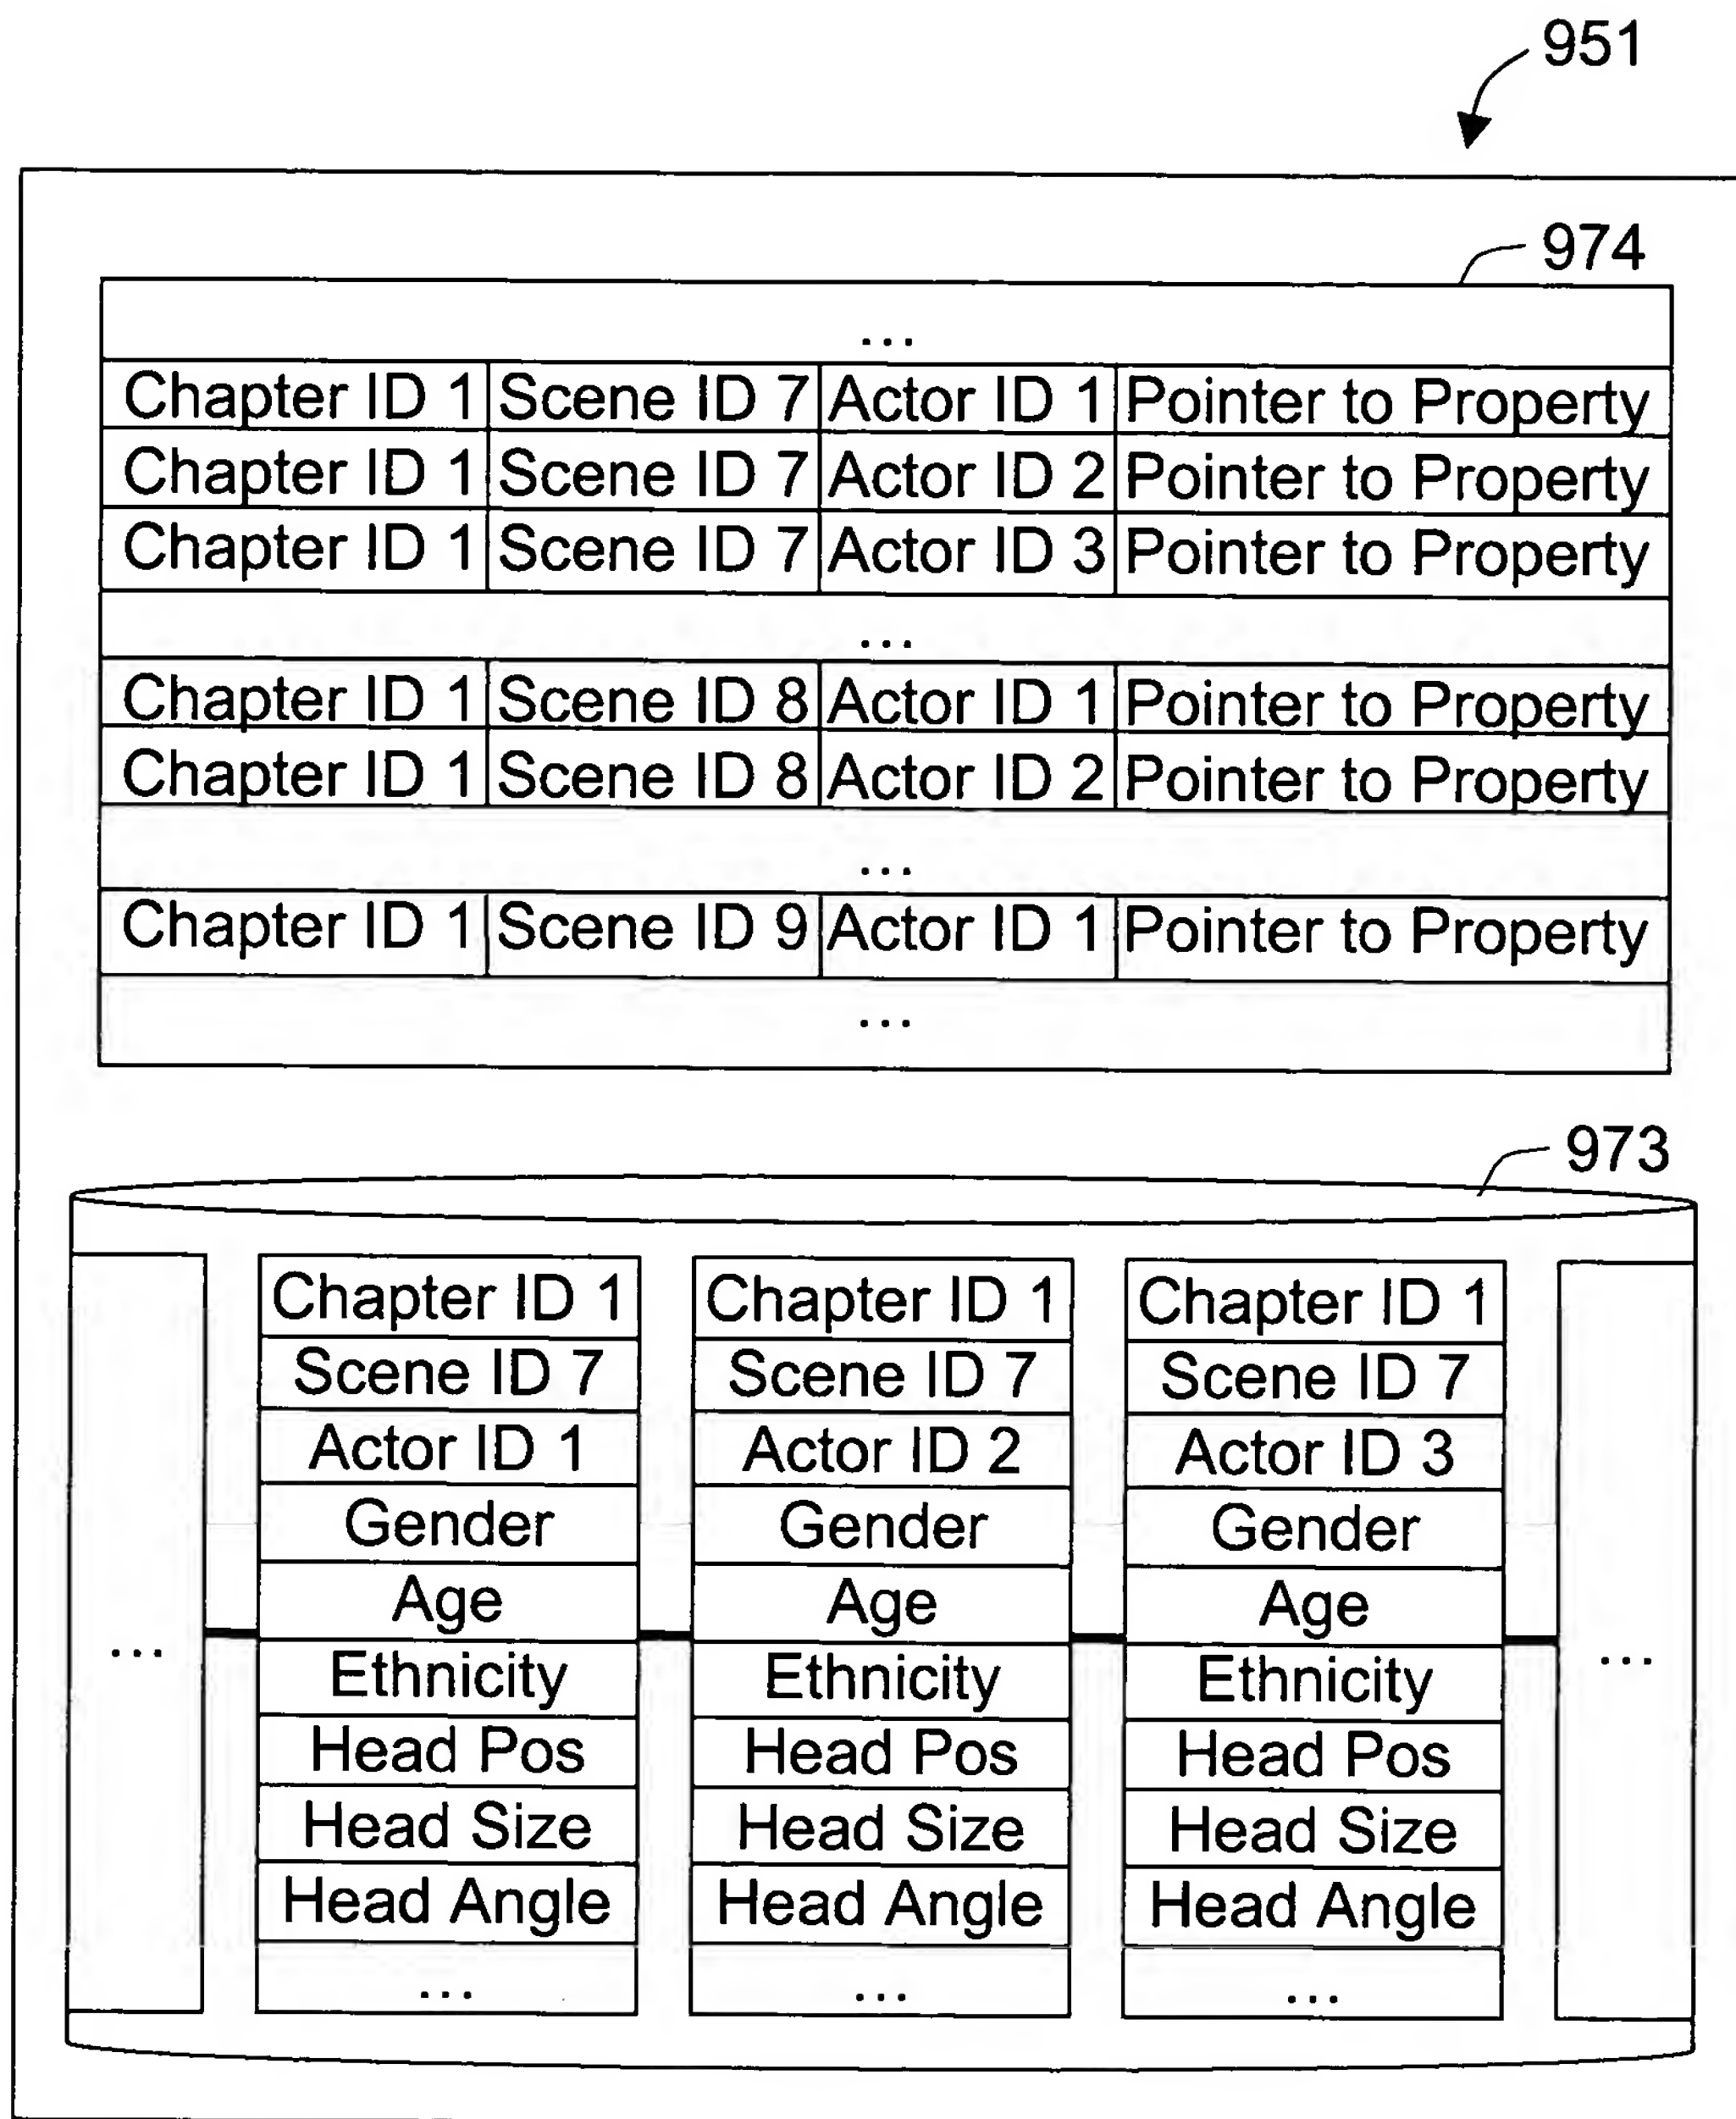 951
974
...
Chapter ID 1 Scene ID 7 Actor ID 1 Pointer to Property
Chapter ID 1 Scene ID 7 Actor ID 2 Pointer to Property
Chapter ID 1 Scene ID 7 Actor ID 3 Pointer to Property
...
Chapter ID 1 Scene ID 8 Actor ID 1 Pointer to Property
Chapter ID 1 Scene ID 8 Actor ID 2 Pointer to Property
...
Chapter ID 1 Scene ID 9 Actor ID 1 Pointer to Property
...
973
...
Chapter ID 1
Scene ID 7
Actor ID 1
Gender
Age
Ethnicity
Head Pos
Head Size
Head Angle
...
Chapter ID 1
Scene ID 7
Actor ID 2
Gender
Age
Ethnicity
Head Pos
Head Size
Head Angle
...
Chapter ID 1
Scene ID 7
Actor ID 3
Gender
Age
Ethnicity
Head Pos
Head Size
Head Angle
...
...